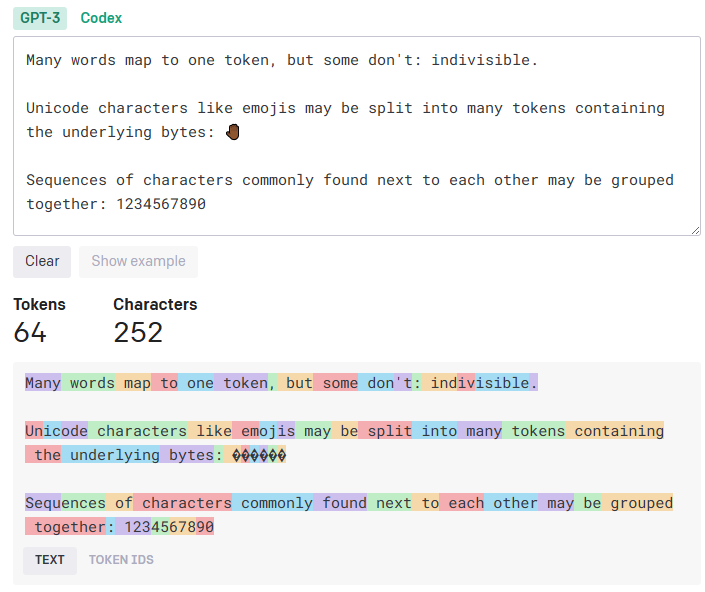 GPT-3 Codex
Many words map to one token, but some don't: indivisible.
Unicode characters like emojis may be split into many tokens containing
the underlying bytes: 🤚🏾
Sequences of characters commonly found next to each other may be grouped
together: 1234567890
Clear Show example
Tokens Characters
64 252
Many words map to one token, but some don't: indivisible.
Unicode characters like emojis may be split into many tokens containing
the underlying bytes: ������
Sequences of characters commonly found next to each other may be grouped
together: 1234567890
TEXT TOKEN IDS